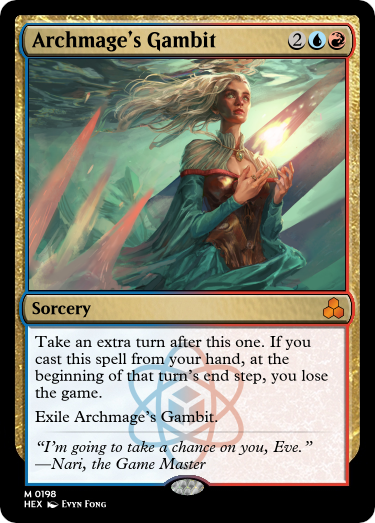 Archmage's Gambit 2
Sorcery
Take an extra turn after this one. If you
cast this spell from your hand, at the
beginning of that turn's end step, you lose
the game.
Exile Archmage's Gambit.
"I'm going to take a chance on you, Eve."
—Nari, the Game Master
M 0198
HEX Evyn Fong